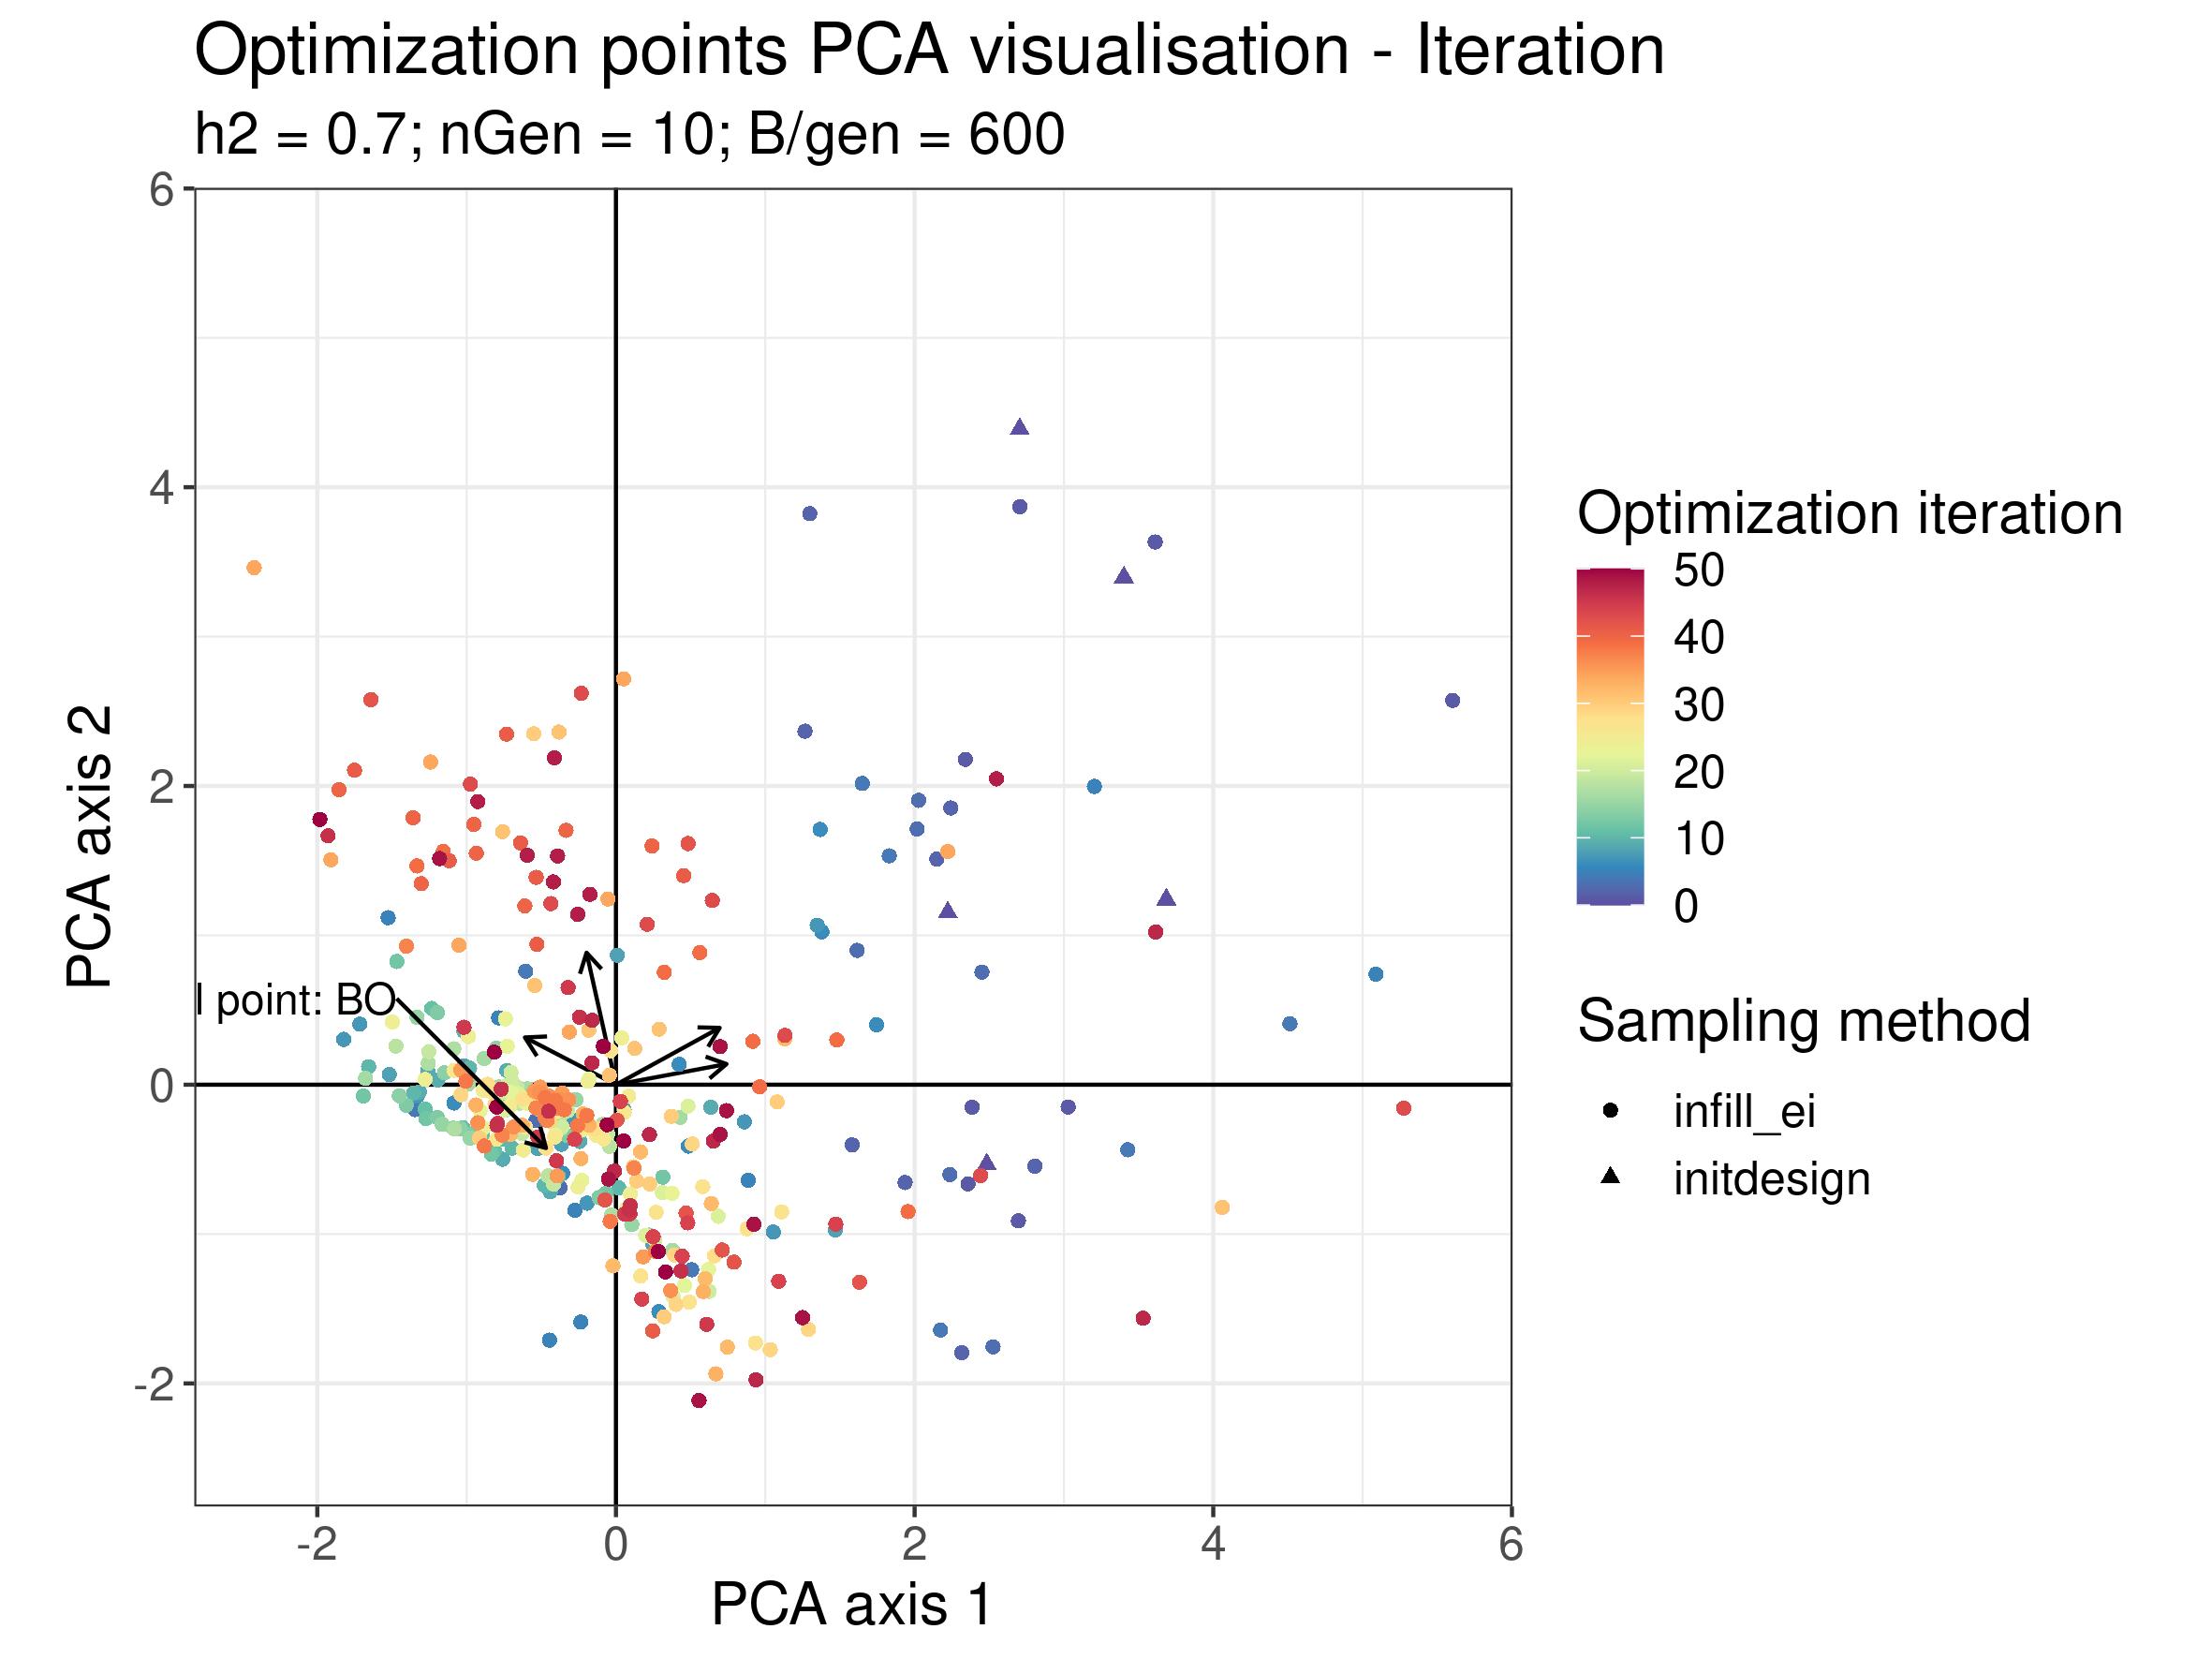 Optimization points PCA visualisation - Iteration
h2 = 0.7; nGen = 10; B/gen = 600
6
4
2
0
-2
PCA axis 2
point: BO
-2
0
2
4
6
PCA axis 1
Optimization iteration
50
40
30
20
10
0
Sampling method
infill_ei
initdesign